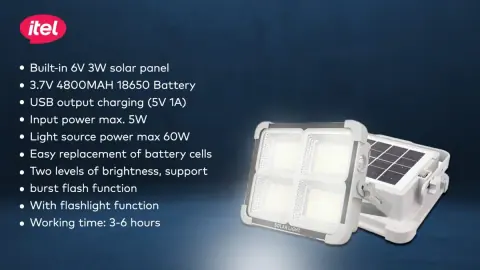 itel
Built-in 6V 3W solar panel
3.7V 4800MAH 18650 Battery
USB output charging (5V 1A)
Input power max. 5W
Light source power max 60W
Easy replacement of battery cells
Two levels of brightness, support
burst flash function
With flashlight function
Working time: 3-6 hours
SOLAR LIGHT